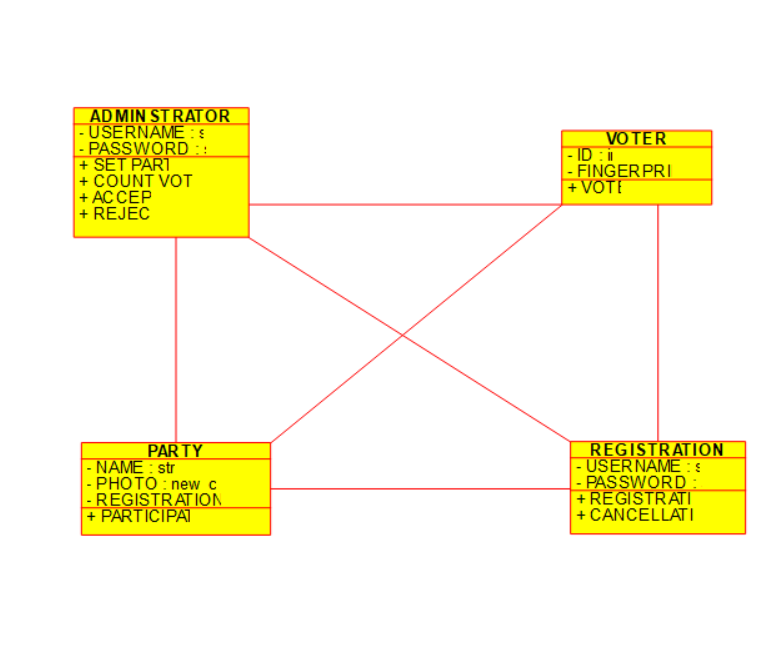 ADMINSTRATOR
- USERNAME : s
- PASSWORD :
+ SET PART
+ COUNT VOT
+ ACCEP
+ REJEC
VOTER
- ID : i
- FINGERPRI
+ VOTE
PARTY
- NAME : str
- PHOTO : new_c
- REGISTRATION
+ PARTICIPAT
REGISTRATION
- USERNAME : s
- PASSWORD :
+ REGISTRATI
+ CANCELLATI